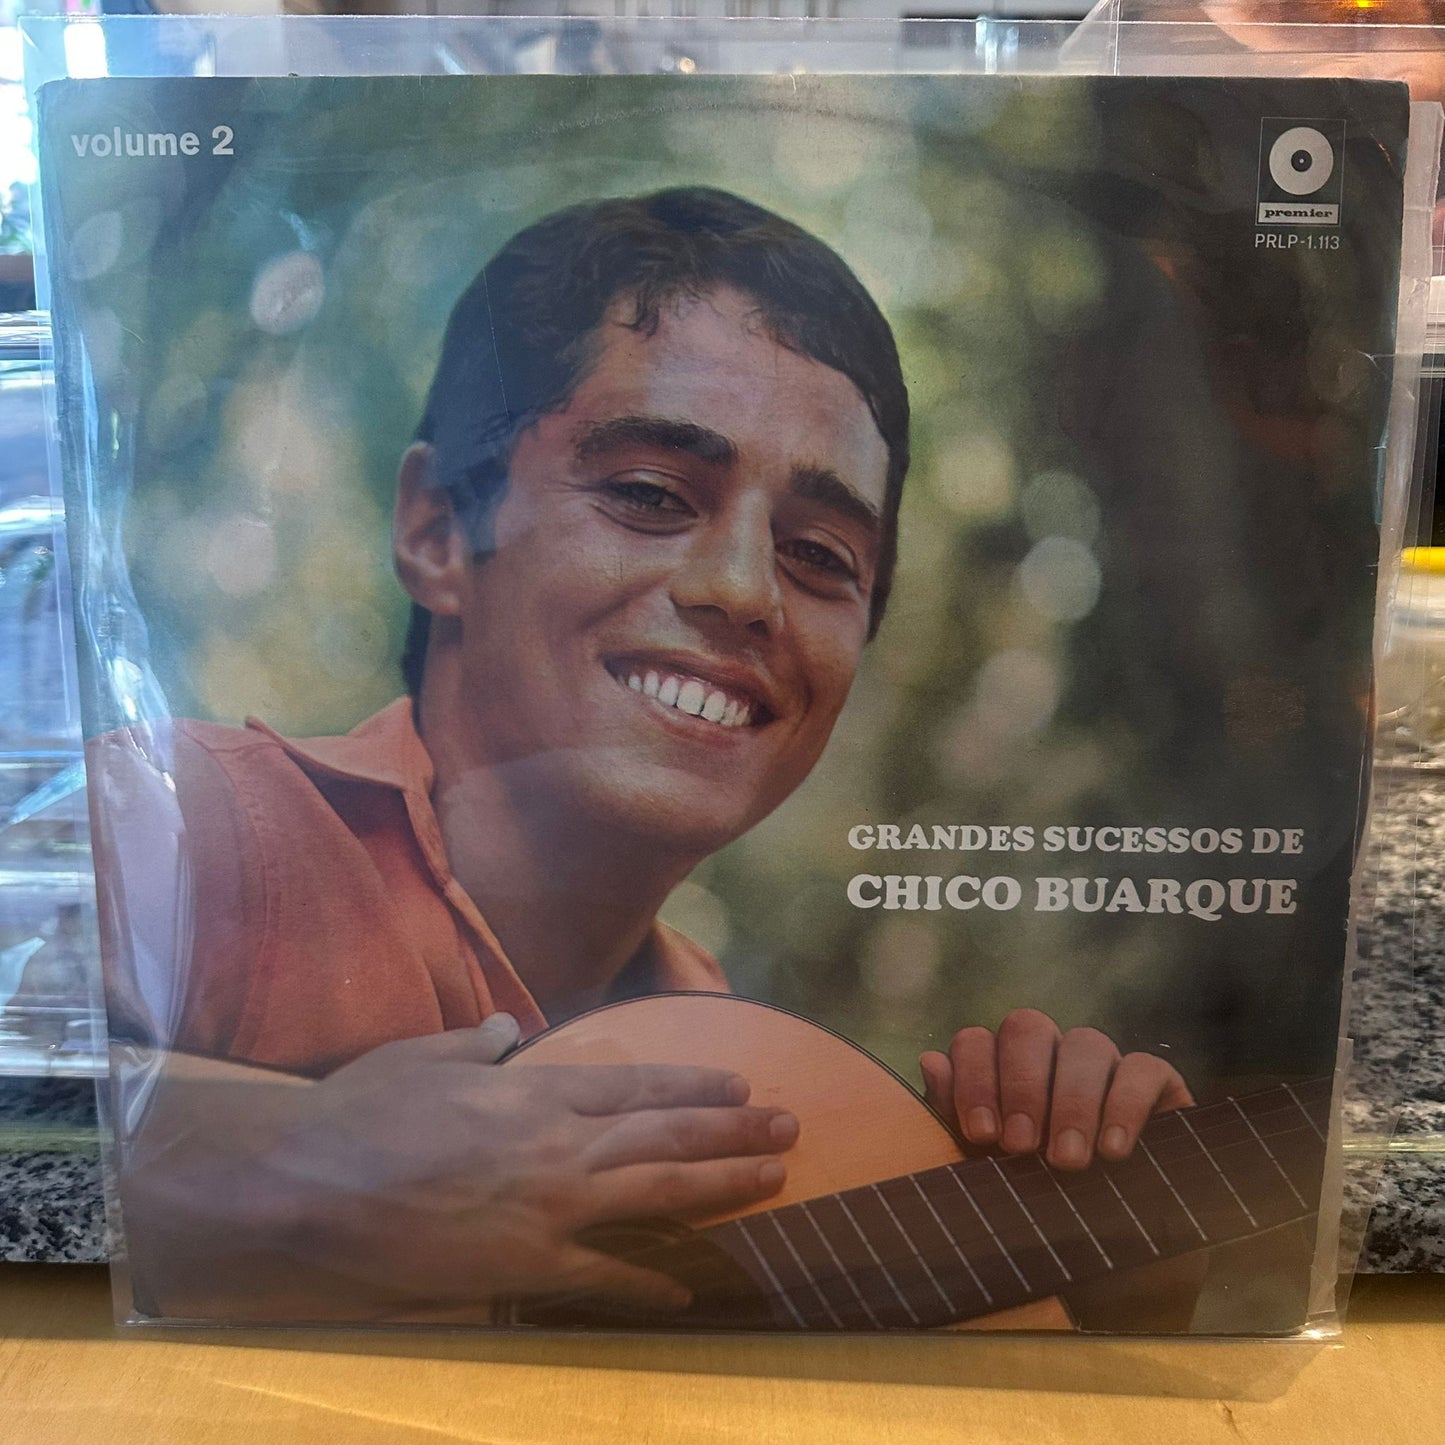 volume 2
premier
PRLP-1.113
GRANDES SUCESSOS DE
CHICO BUARQUE